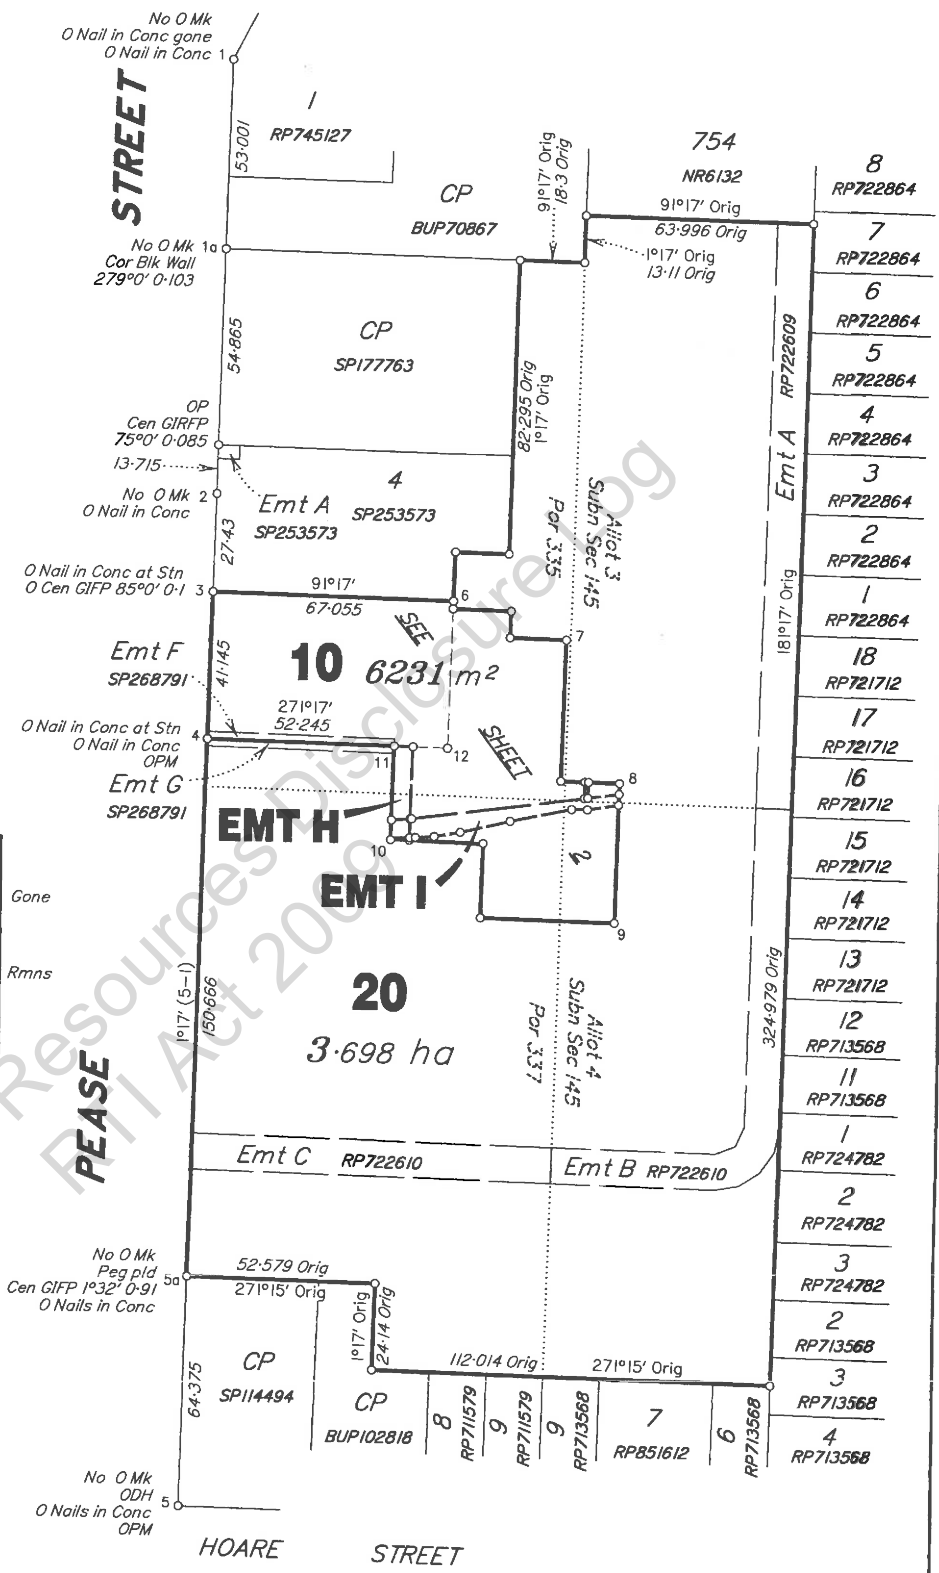 No O Mk
O Nail in Conc gone
O Nail in Conc 1
STREET
53·001
1
RP745127
CP
BUP70867
91°17' Orig
18·3 Orig
754
NR6132
91°17' Orig
63·996 Orig
1°17' Orig
13·11 Orig
8
RP722864
7
RP722864
6
RP722864
5
RP722864
4
RP722864
3
RP722864
2
RP722864
1
RP722864
18
RP721712
17
RP721712
16
RP721712
15
RP721712
14
RP721712
13
RP721712
12
RP713568
11
RP713568
1
RP724782
2
RP724782
3
RP724782
2
RP713568
3
RP713568
4
RP713568
No O Mk 1a
Cor Blk Wall
279°0' 0·103
54·865
CP
SP177763
82·295 Orig
1°17' Orig
Emt A RP722609
OP
Cen GIRFP
75°0' 0·085
13·715
No O Mk 2
O Nail in Conc
Emt A
SP253573
4
SP253573
27·43
Allot 3
Subn Sec 145
Por 335
O Nail in Conc at Stn
O Cen GIFP 85°0' 0·1 3
91°17'
67·055
6
SEE
7
181°17' Orig
Emt F
SP268791
41·145
10 6231 m²
271°17'
52·245
O Nail in Conc at Stn
O Nail in Conc 4
OPM
11
12
SHEET
8
Emt G
SP268791
EMT H
10
EMT I
2
9
Gone
Rmns
1°17' (5–1)
150·666
20
3·698 ha
Allot 4
Subn Sec 145
Por 337
324·979 Orig
PEASE
Emt C RP722610
Emt B RP722610
No O Mk
Peg pld 5a
Cen GIFP 1°32' 0·91
O Nails in Conc
52·579 Orig
271°15' Orig
1°17' Orig
24·14 Orig
112·014 Orig
271°15' Orig
64·375
CP
SP114494
CP
BUP102818
8
RP711579
9
RP711579
9
RP713568
7
RP851612
6
RP713568
No O Mk
ODH
O Nails in Conc 5
OPM
HOARE STREET
Resources Disclosure Log
RTI Act 2009